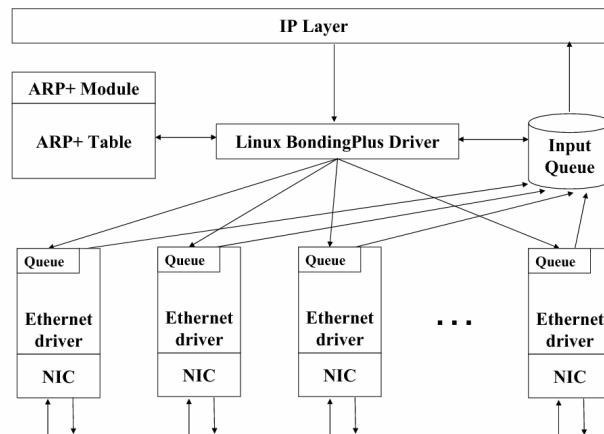 IP Layer
ARP+ Module
ARP+ Table
Linux BondingPlus Driver
Input
Queue
Queue
Queue
Queue
Queue
Ethernet
driver
Ethernet
driver
Ethernet
driver
...
Ethernet
driver
NIC
NIC
NIC
NIC